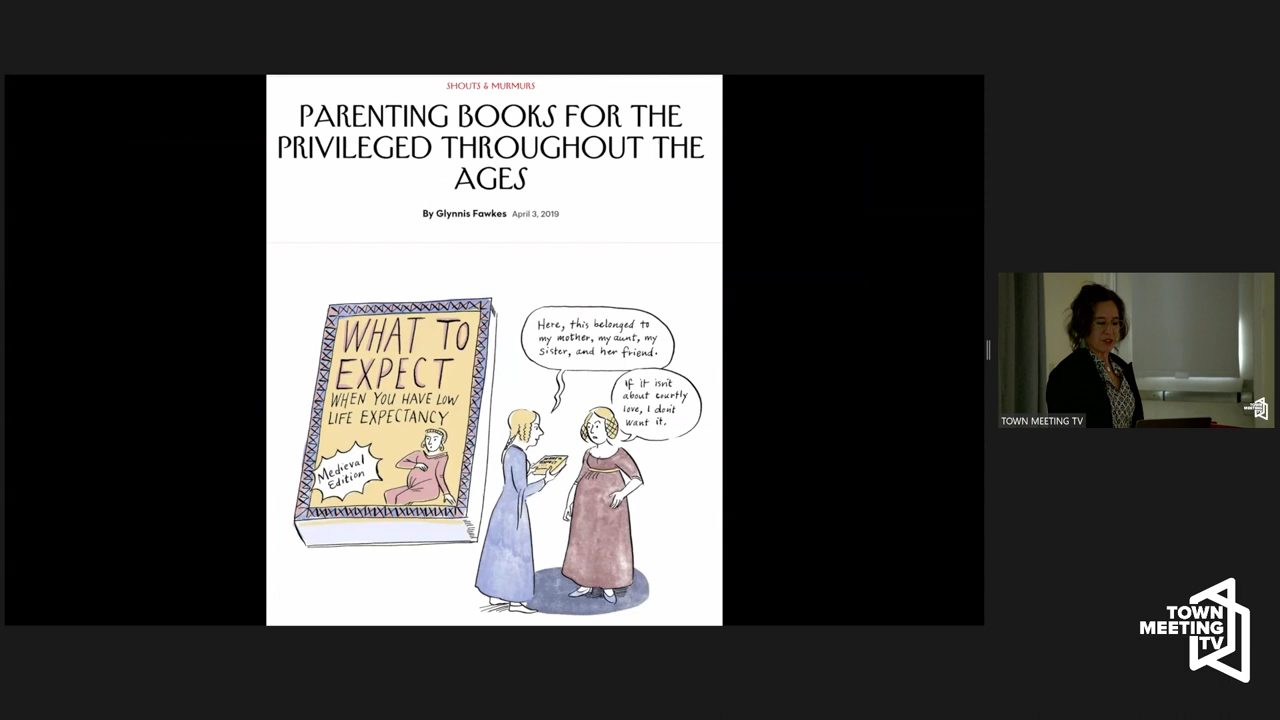 SHOUTS & MURMURS
PARENTING BOOKS FOR THE
PRIVILEGED THROUGHOUT THE
AGES
By Glynnis Fawkes April 3, 2019
WHAT TO
EXPECT
WHEN YOU HAVE LOW
LIFE EXPECTANCY
Medieval
Edition
Here, this belonged to
my mother, my aunt, my
sister, and her friend.
If it isn't
about courtly
love, I don't
want it.
TOWN MEETING TV
TOWN
MEETING
TV